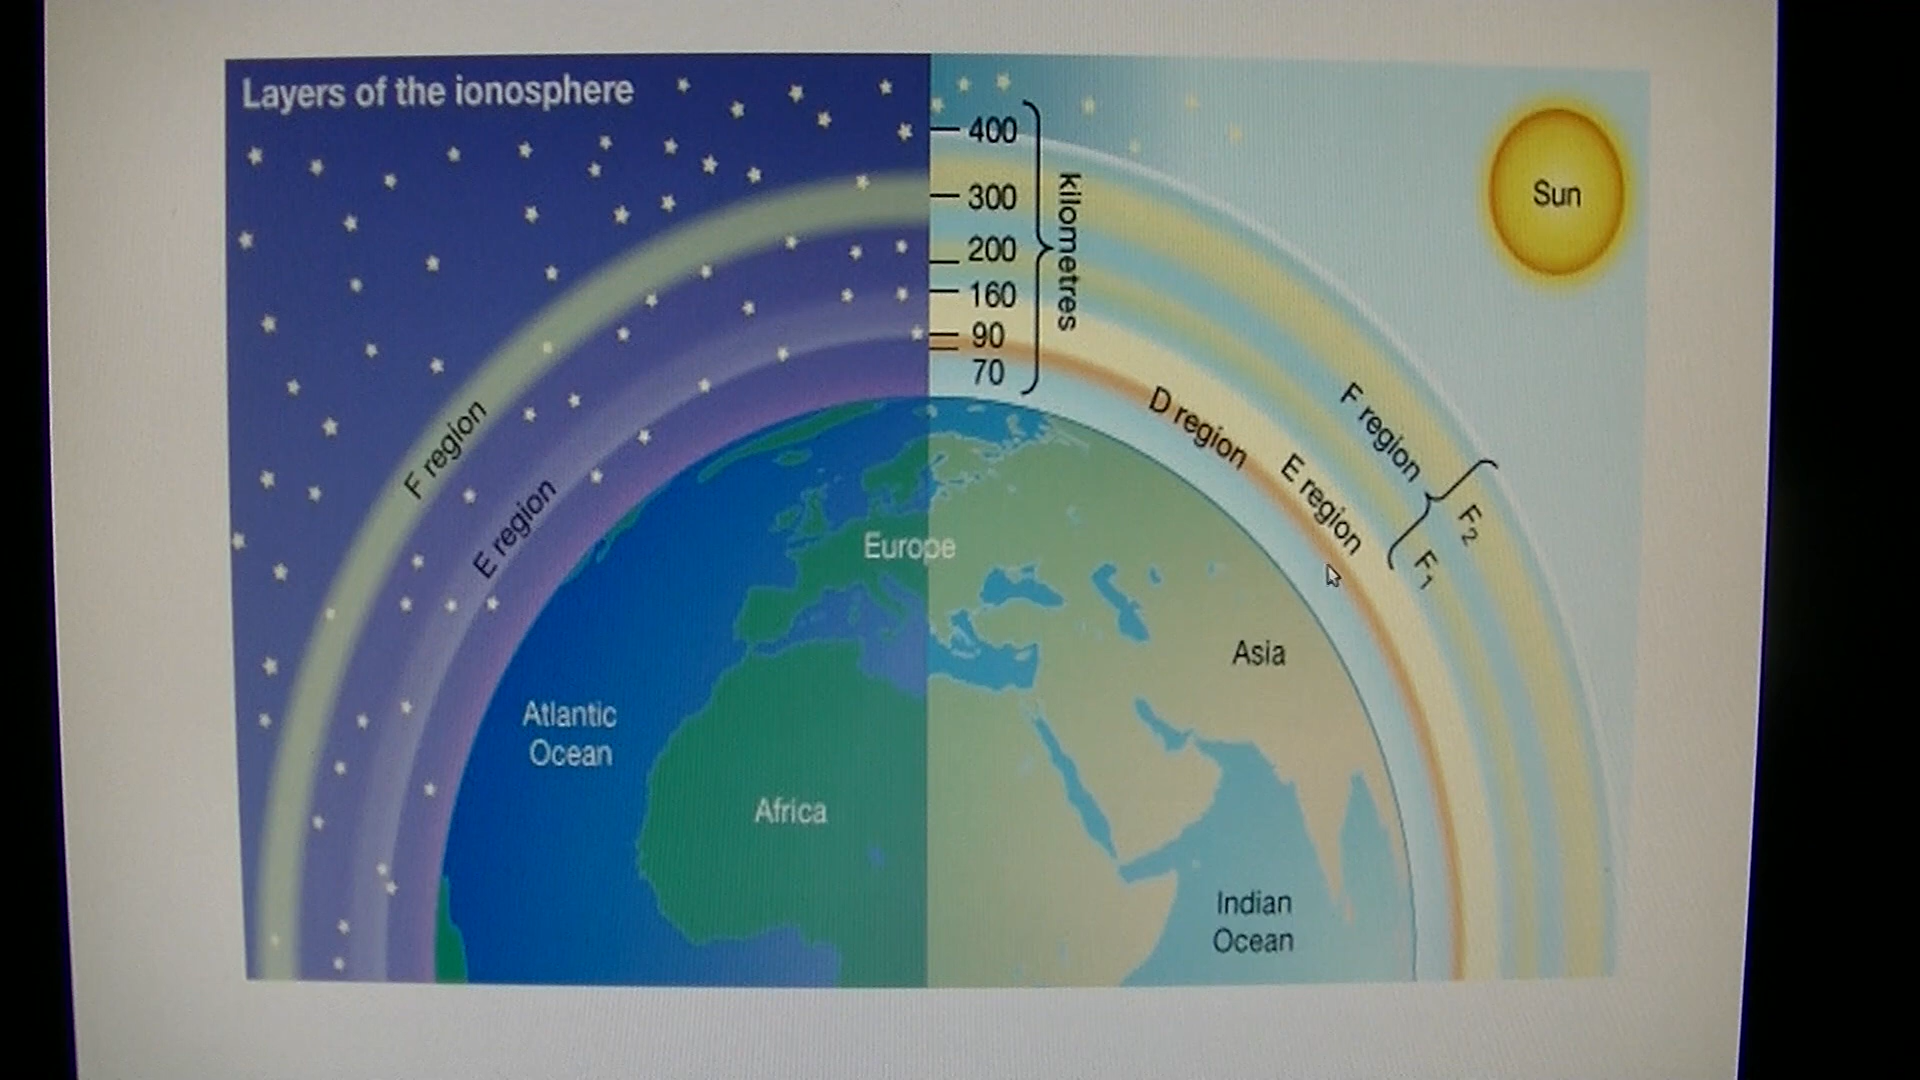 Layers of the ionosphere
400
300
200
160
90
70
kilometres
Sun
F region
E region
D region
E region
F region
F2
F1
Europe
Asia
Atlantic
Ocean
Africa
Indian
Ocean